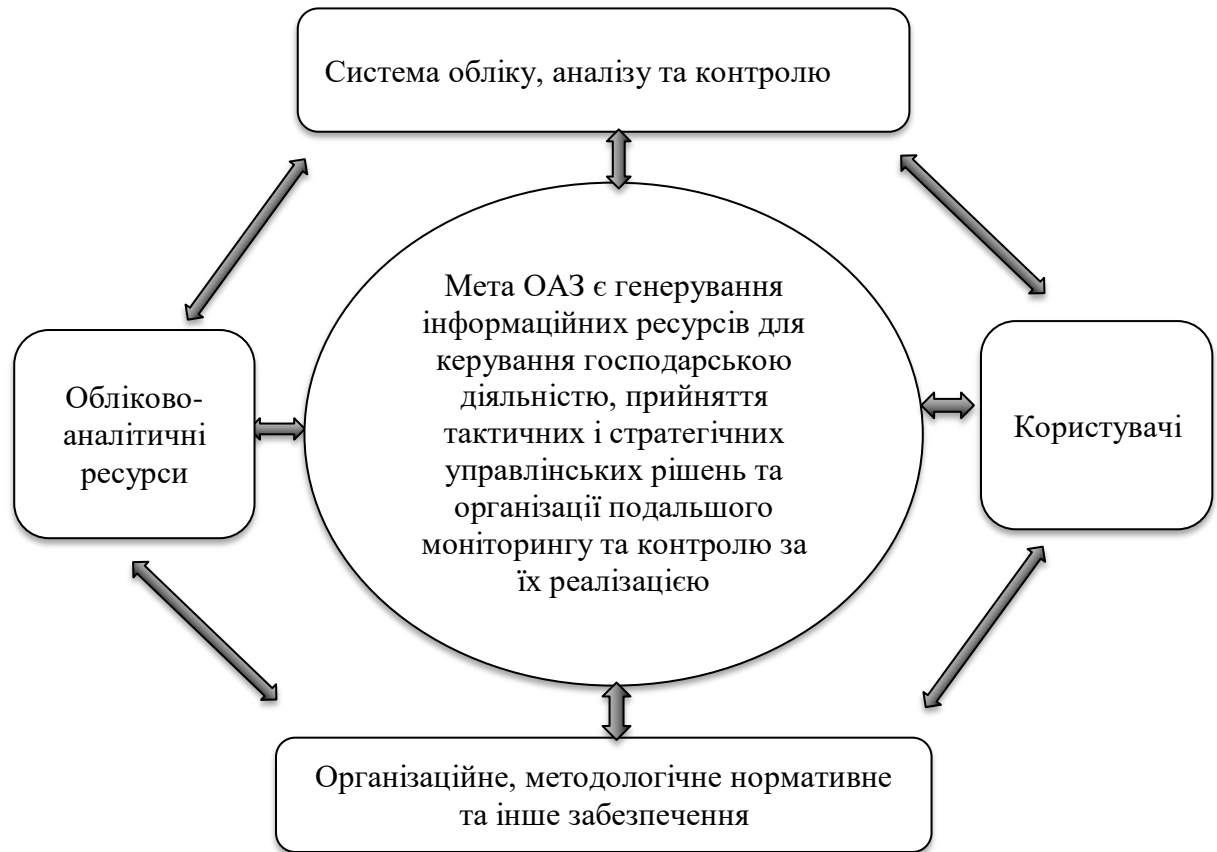 Система обліку, аналізу та контролю
Мета ОАЗ є генерування
інформаційних ресурсів для
керування господарською
діяльністю, прийняття
тактичних і стратегічних
управлінських рішень та
організації подальшого
моніторингу та контролю за
їх реалізацією
Обліково-
аналітичні
ресурси
Користувачі
Організаційне, методологічне нормативне
та інше забезпечення